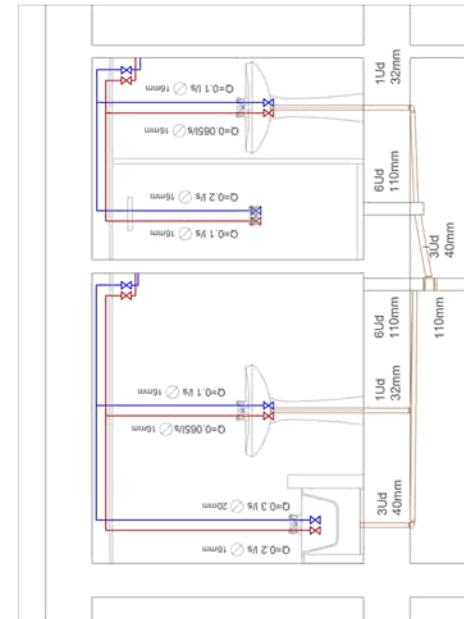 1Ud
32mm
Q=0.1 l/s ∅ 16mm
Q=0.065l/s ∅ 16mm
6Ud
110mm
Q=0.2 l/s ∅ 16mm
Q=0.1 l/s ∅ 16mm
3Ud
40mm
6Ud
110mm
110mm
1Ud
32mm
Q=0.1 l/s ∅ 16mm
Q=0.065l/s ∅ 16mm
3Ud
40mm
Q=0.3 l/s ∅ 20mm
Q=0.2 l/s ∅ 16mm